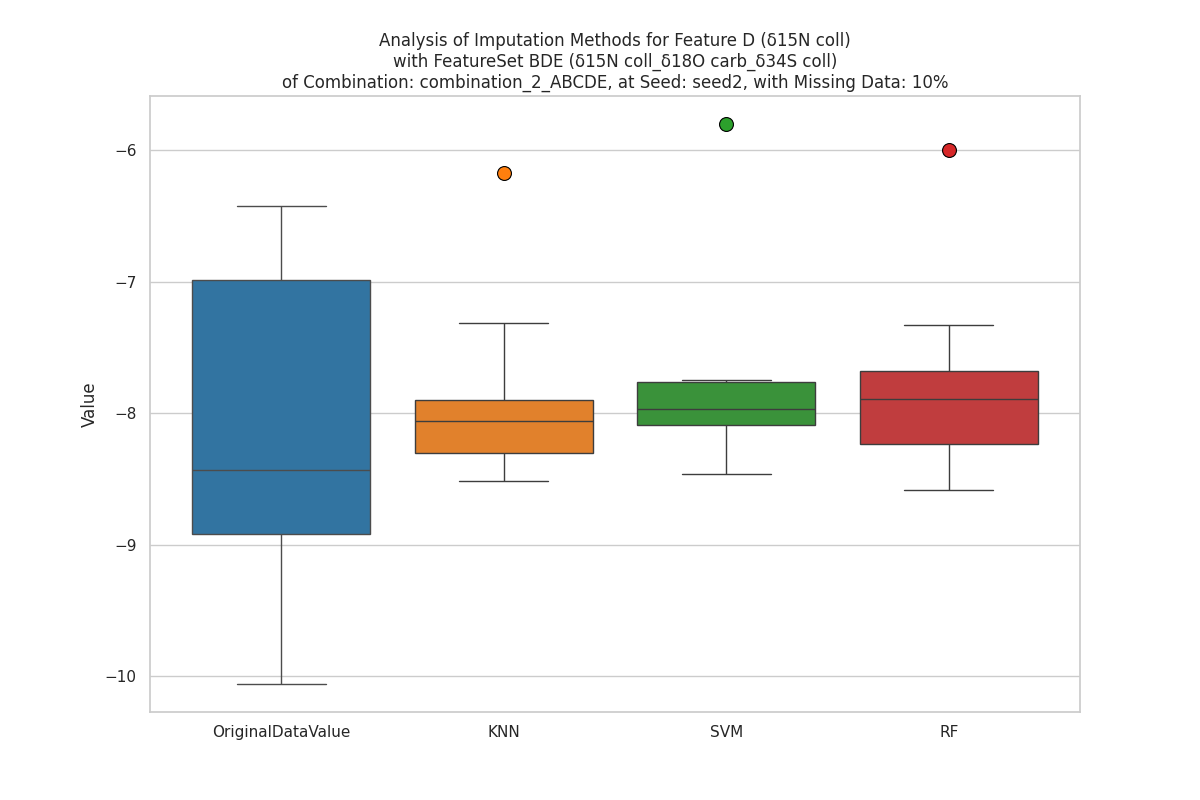 Analysis of Imputation Methods for Feature D (δ15N coll)
with FeatureSet BDE (δ15N coll_δ18O carb_δ34S coll)
of Combination: combination_2_ABCDE, at Seed: seed2, with Missing Data: 10%
−6
−7
−8
−9
−10
Value
OriginalDataValue
KNN
SVM
RF